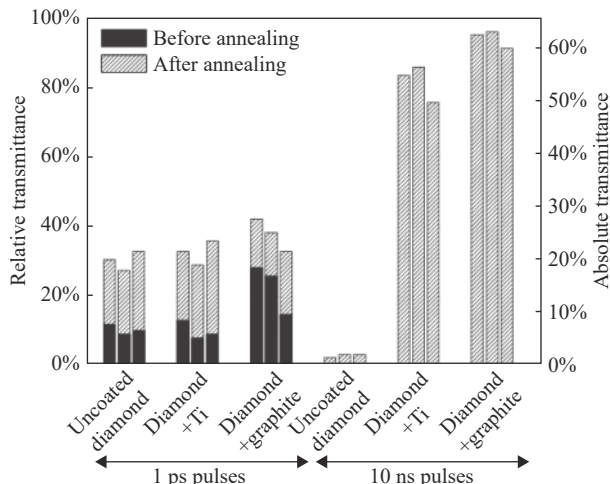 100%
80%
60%
40%
20%
0%
Relative transmittance
Before annealing
After annealing
60%
50%
40%
30%
20%
10%
0%
Absolute transmittance
Uncoated
diamond
Diamond
+Ti
Diamond
+graphite
Uncoated
diamond
Diamond
+Ti
Diamond
+graphite
1 ps pulses
10 ns pulses